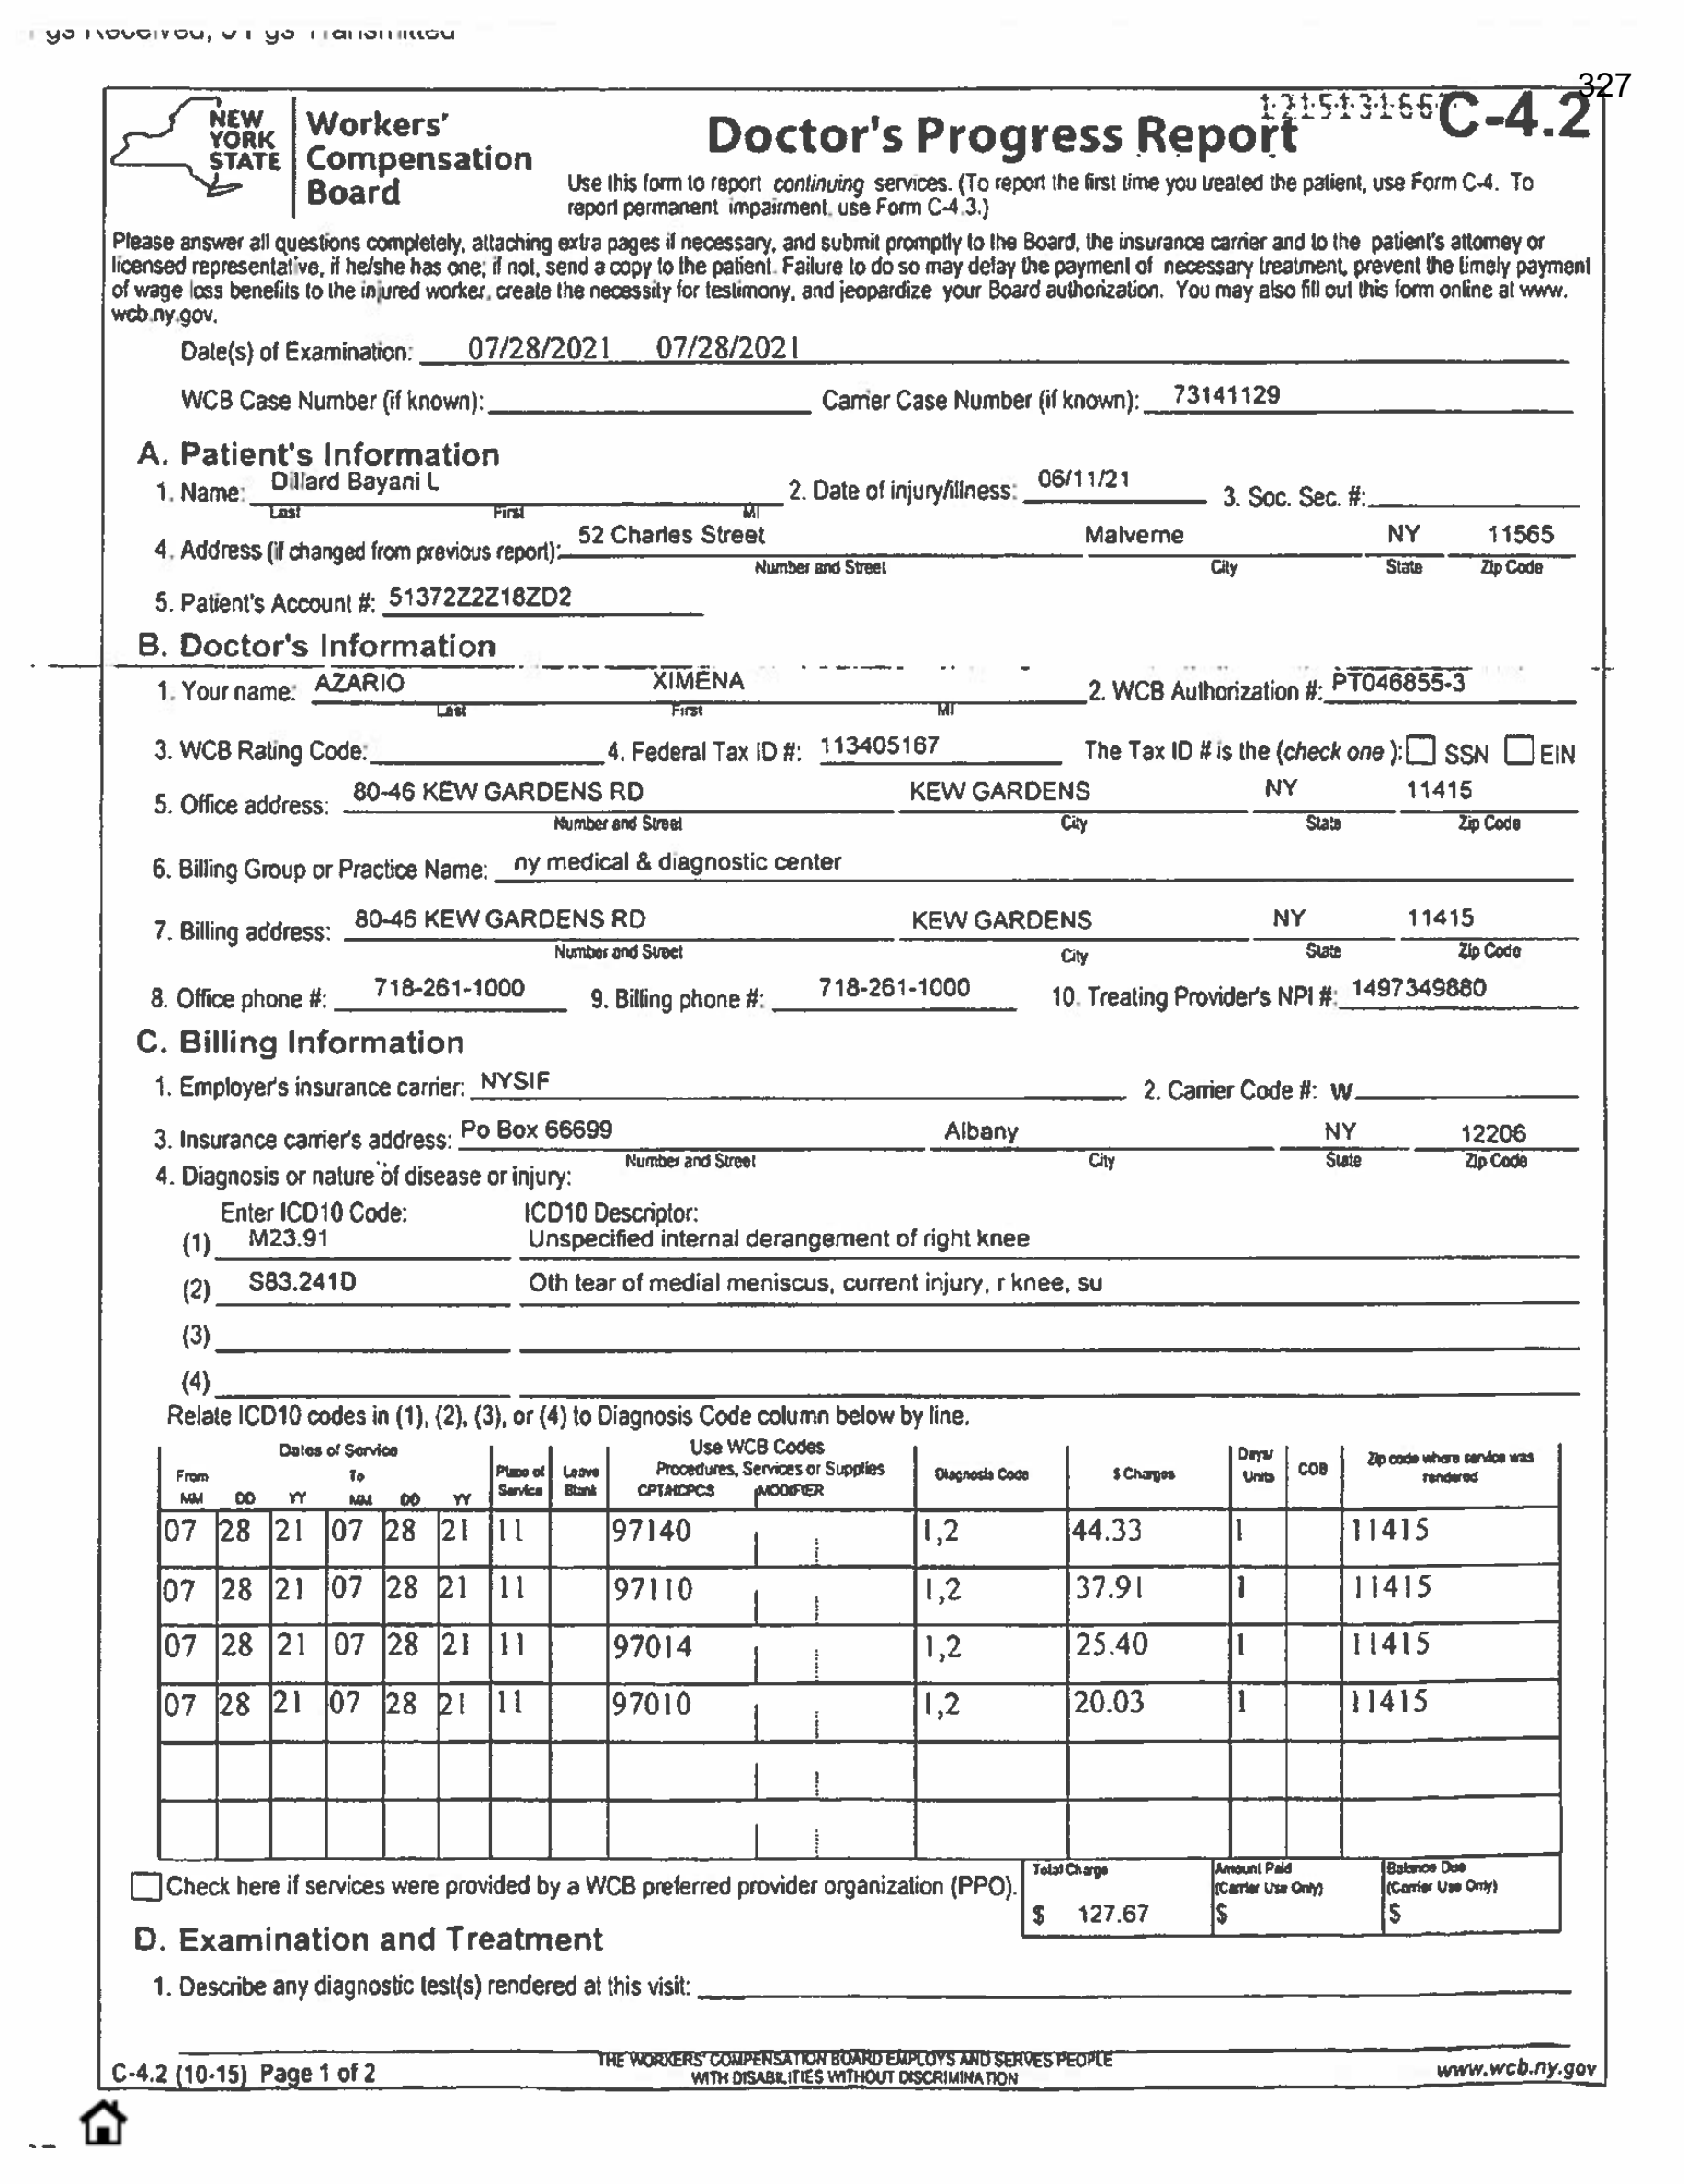 327
NEW YORK STATE
Workers' Compensation Board
Doctor's Progress Report
C-4.2
Use this form to report continuing services. (To report the first time you treated the patient, use Form C-4. To
report permanent impairment, use Form C-4.3.)
Please answer all questions completely, attaching extra pages if necessary, and submit promptly to the Board, the insurance carrier and to the patient's attorney or
licensed representative, if he/she has one; if not, send a copy to the patient. Failure to do so may delay the payment of necessary treatment, prevent the timely payment
of wage loss benefits to the injured worker, create the necessity for testimony, and jeopardize your Board authorization. You may also fill out this form online at www.
wcb.ny.gov.
Date(s) of Examination: 07/28/2021 07/28/2021
WCB Case Number (if known): Carrier Case Number (if known): 73141129
A. Patient's Information
1. Name: Dillard Bayani L 2. Date of injury/illness: 06/11/21 3. Soc. Sec. #:
Last First MI
4. Address (if changed from previous report): 52 Charles Street Malverne NY 11565
Number and Street City State Zip Code
5. Patient's Account #: 51372Z2Z18ZD2
B. Doctor's Information
1. Your name: AZARIO XIMENA 2. WCB Authorization #: PT046855-3
Last First MI
3. WCB Rating Code: 4. Federal Tax ID #: 113405167 The Tax ID # is the (check one ): SSN EIN
5. Office address: 80-46 KEW GARDENS RD KEW GARDENS NY 11415
Number and Street City State Zip Code
6. Billing Group or Practice Name: ny medical & diagnostic center
7. Billing address: 80-46 KEW GARDENS RD KEW GARDENS NY 11415
Number and Street City State Zip Code
8. Office phone #: 718-261-1000 9. Billing phone #: 718-261-1000 10. Treating Provider's NPI #: 1497349880
C. Billing Information
1. Employer's insurance carrier: NYSIF 2. Carrier Code #: W
3. Insurance carrier's address: Po Box 66699 Albany NY 12206
Number and Street City State Zip Code
4. Diagnosis or nature of disease or injury:
Enter ICD10 Code: ICD10 Descriptor:
(1) M23.91 Unspecified internal derangement of right knee
(2) S83.241D Oth tear of medial meniscus, current injury, r knee, su
(3)
(4)
Relate ICD10 codes in (1), (2), (3), or (4) to Diagnosis Code column below by line.
Dates of Service Use WCB Codes
From To Place of Service Leave Blank Procedures, Services or Supplies Diagnosis Code $ Charges Days/ Units COB Zip code where service was rendered
MM DD YY MM DD YY CPT/HCPCS MODIFIER
07 28 21 07 28 21 11 97140 1,2 44.33 1 11415
07 28 21 07 28 21 11 97110 1,2 37.91 1 11415
07 28 21 07 28 21 11 97014 1,2 25.40 1 11415
07 28 21 07 28 21 11 97010 1,2 20.03 1 11415
Check here if services were provided by a WCB preferred provider organization (PPO).
Total Charge Amount Paid (Carrier Use Only) Balance Due (Carrier Use Only)
$ 127.67 $ $
D. Examination and Treatment
1. Describe any diagnostic test(s) rendered at this visit:
C-4.2 (10-15) Page 1 of 2
THE WORKERS' COMPENSATION BOARD EMPLOYS AND SERVES PEOPLE
WITH DISABILITIES WITHOUT DISCRIMINATION
www.wcb.ny.gov